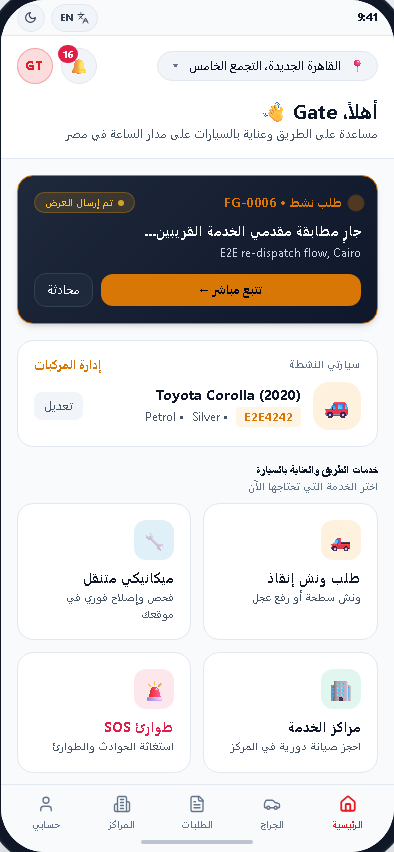 9:41
EN
القاهرة الجديدة، التجمع الخامس
16
GT
أهلاً، Gate
مساعدة على الطريق وعناية بالسيارات على مدار الساعة في مصر
طلب نشط • FG-0006
تم إرسال العرض
جارٍ مطابقة مقدمي الخدمة القريبين...
E2E re-dispatch flow, Cairo
تتبع مباشر ←
محادثة
سيارتي النشطة
إدارة المركبات
Toyota Corolla (2020)
E2E4242 • Silver • Petrol
تعديل
خدمات الطريق والعناية بالسيارة
اختر الخدمة التي تحتاجها الآن
طلب ونش إنقاذ
ونش سطحة أو رفع عجل
ميكانيكي متنقل
فحص وإصلاح فوري في
موقعك
مراكز الخدمة
احجز صيانة دورية في المركز
طوارئ SOS
استغاثة الحوادث والطوارئ
الرئيسية
الجراج
الطلبات
المراكز
حسابي